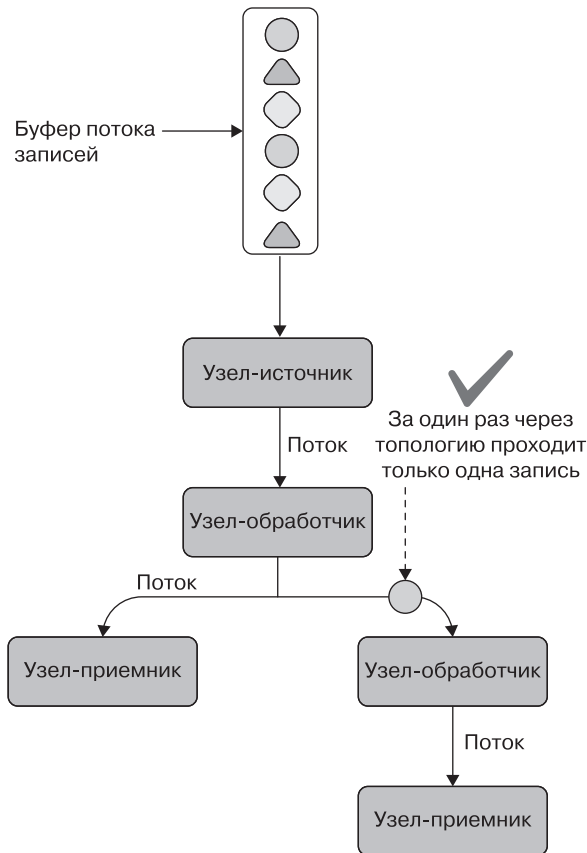 Буфер потока
записей
Узел-источник
За один раз через
топологию проходит
только одна запись
Поток
Узел-обработчик
Поток
Узел-приемник
Узел-обработчик
Поток
Узел-приемник